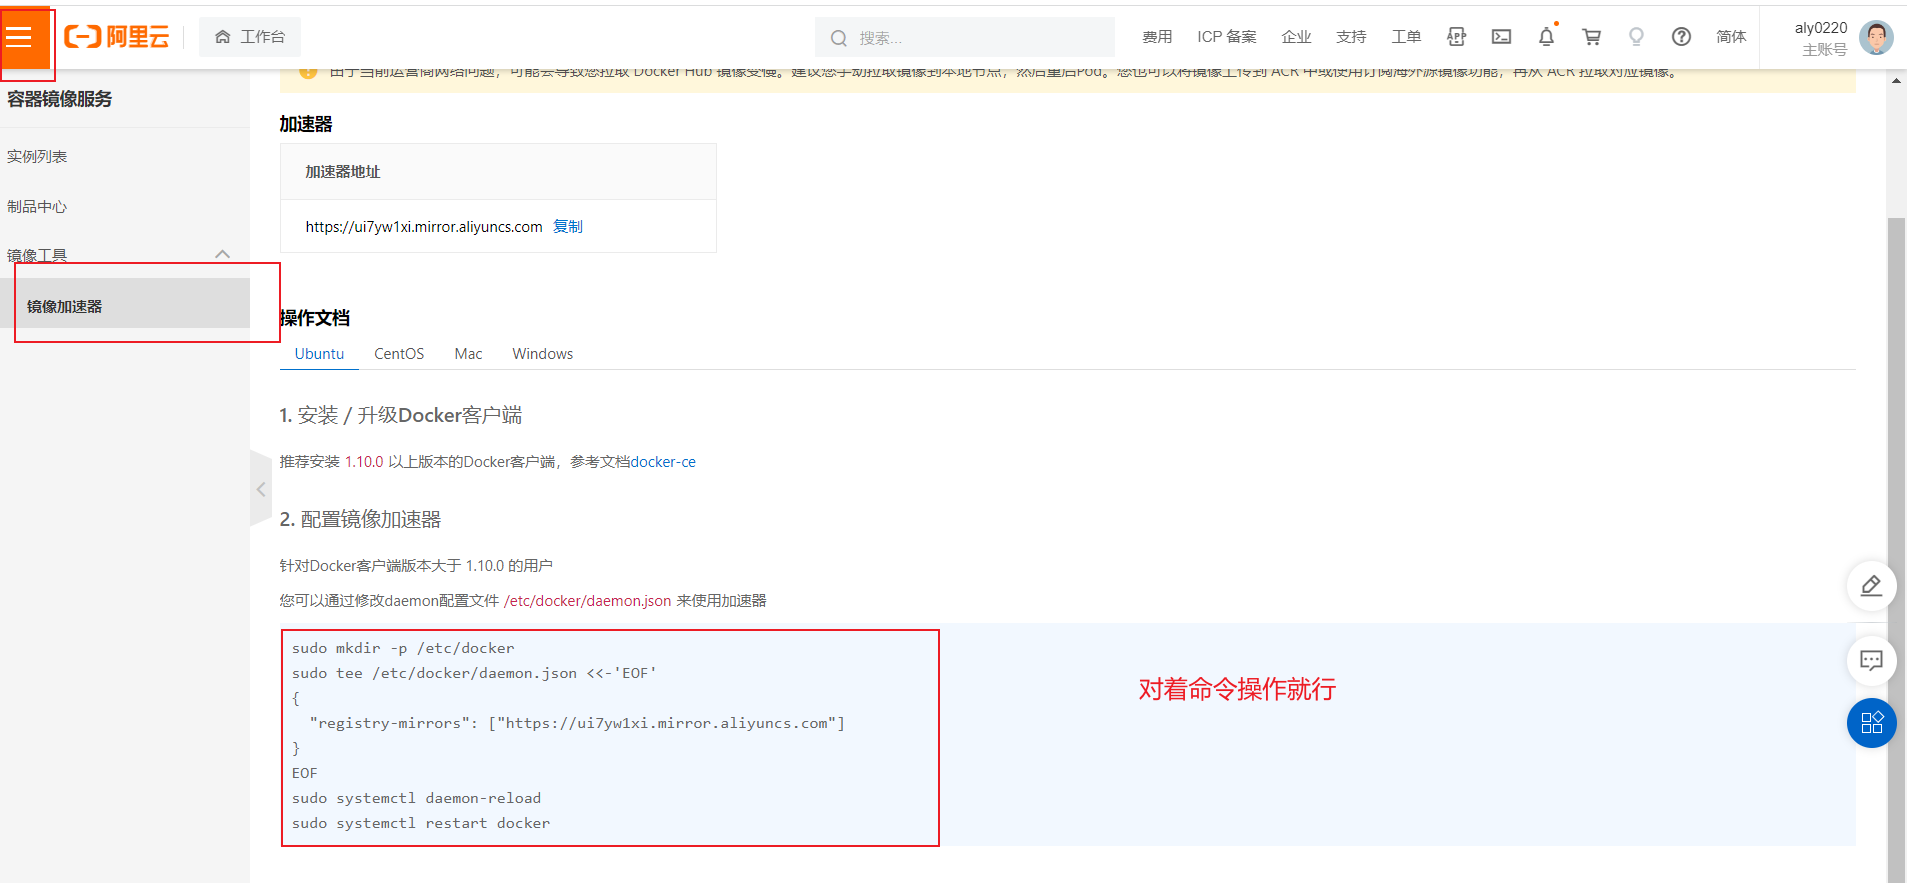 阿里云
工作台
搜索...
费用
ICP 备案
企业
支持
工单
简体
aly0220
主账号
由于当前运营商网络问题，可能会导致您拉取 Docker Hub 镜像变慢。建议您手动拉取镜像到本地节点，然后重启Pod。您也可以将镜像上传到 ACR 中或使用订阅海外源镜像功能，再从 ACR 拉取对应镜像。
容器镜像服务
实例列表
制品中心
镜像工具
镜像加速器
加速器
加速器地址
https://ui7yw1xi.mirror.aliyuncs.com 复制
操作文档
Ubuntu CentOS Mac Windows
1. 安装 / 升级Docker客户端
推荐安装 1.10.0 以上版本的Docker客户端，参考文档docker-ce
2. 配置镜像加速器
针对Docker客户端版本大于 1.10.0 的用户
您可以通过修改daemon配置文件 /etc/docker/daemon.json 来使用加速器
sudo mkdir -p /etc/docker
sudo tee /etc/docker/daemon.json <<-'EOF'
{
  "registry-mirrors": ["https://ui7yw1xi.mirror.aliyuncs.com"]
}
EOF
sudo systemctl daemon-reload
sudo systemctl restart docker
对着命令操作就行